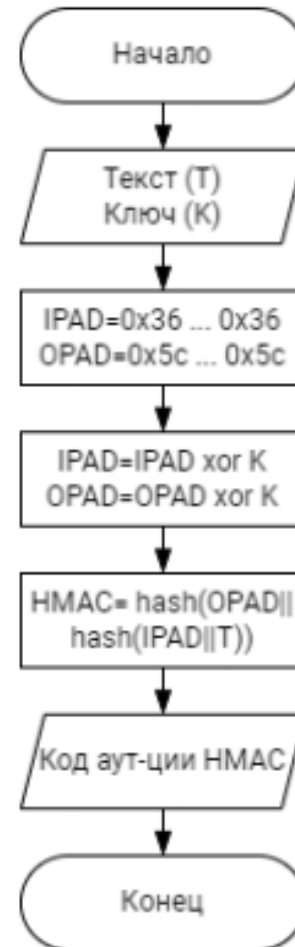 Начало
Текст (T)
Ключ (K)
IPAD=0x36 ... 0x36
OPAD=0x5c ... 0x5c
IPAD=IPAD xor K
OPAD=OPAD xor K
HMAC= hash(OPAD||
hash(IPAD||T))
Код аут-ции HMAC
Конец